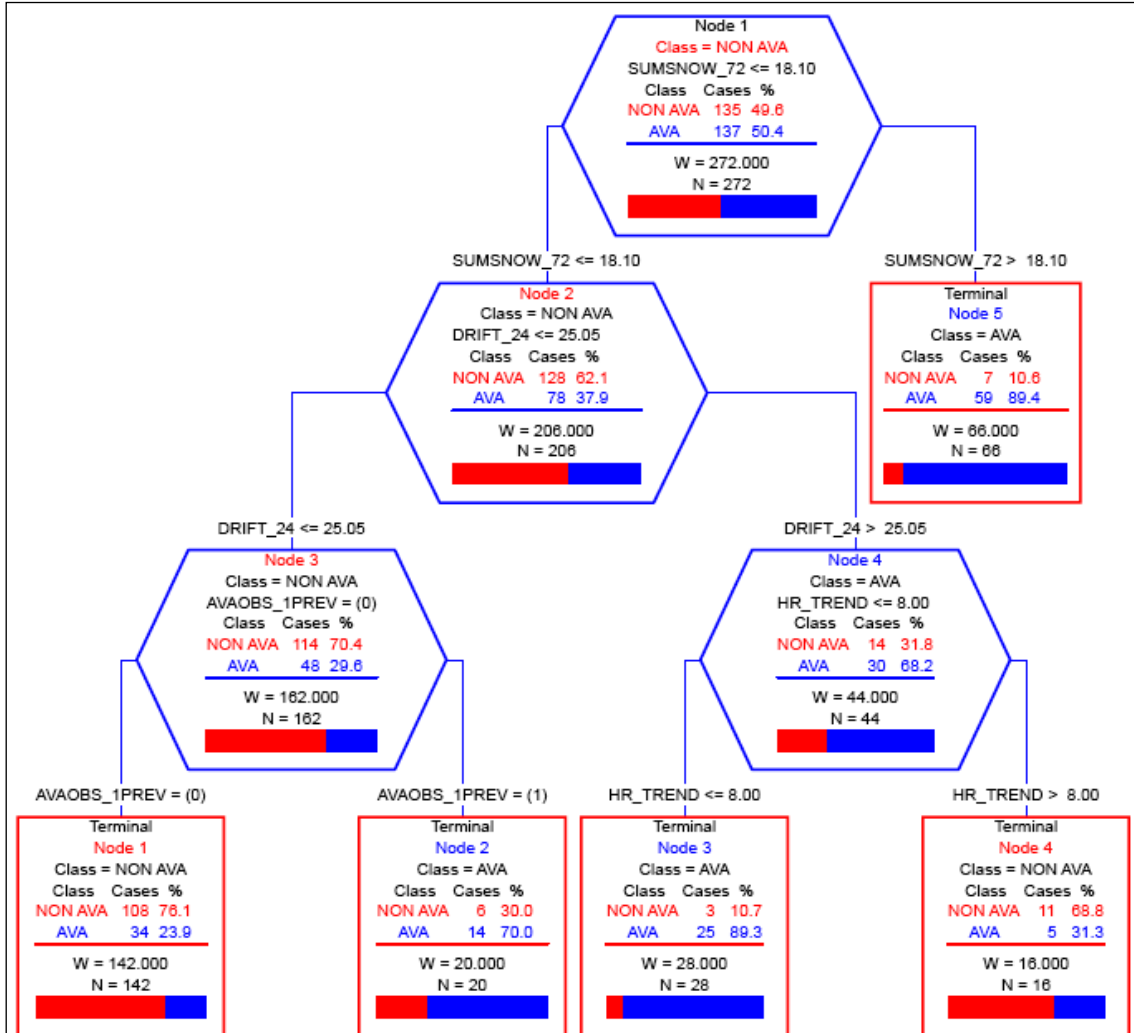 Node 1
Class = NON AVA
SUMSNOW_72 <= 18.10
Class Cases %
NON AVA 135 49.6
AVA 137 50.4
W = 272.000
N = 272
SUMSNOW_72 <= 18.10
SUMSNOW_72 > 18.10
Node 2
Class = NON AVA
DRIFT_24 <= 25.05
Class Cases %
NON AVA 128 62.1
AVA 78 37.9
W = 206.000
N = 206
Terminal
Node 5
Class = AVA
Class Cases %
NON AVA 7 10.6
AVA 59 89.4
W = 66.000
N = 66
DRIFT_24 <= 25.05
DRIFT_24 > 25.05
Node 3
Class = NON AVA
AVAOBS_1PREV = (0)
Class Cases %
NON AVA 114 70.4
AVA 48 29.6
W = 162.000
N = 162
Node 4
Class = AVA
HR_TREND <= 8.00
Class Cases %
NON AVA 14 31.8
AVA 30 68.2
W = 44.000
N = 44
AVAOBS_1PREV = (0)
AVAOBS_1PREV = (1)
HR_TREND <= 8.00
HR_TREND > 8.00
Terminal
Node 1
Class = NON AVA
Class Cases %
NON AVA 108 76.1
AVA 34 23.9
W = 142.000
N = 142
Terminal
Node 2
Class = AVA
Class Cases %
NON AVA 6 30.0
AVA 14 70.0
W = 20.000
N = 20
Terminal
Node 3
Class = AVA
Class Cases %
NON AVA 3 10.7
AVA 25 89.3
W = 28.000
N = 28
Terminal
Node 4
Class = NON AVA
Class Cases %
NON AVA 11 68.8
AVA 5 31.3
W = 16.000
N = 16